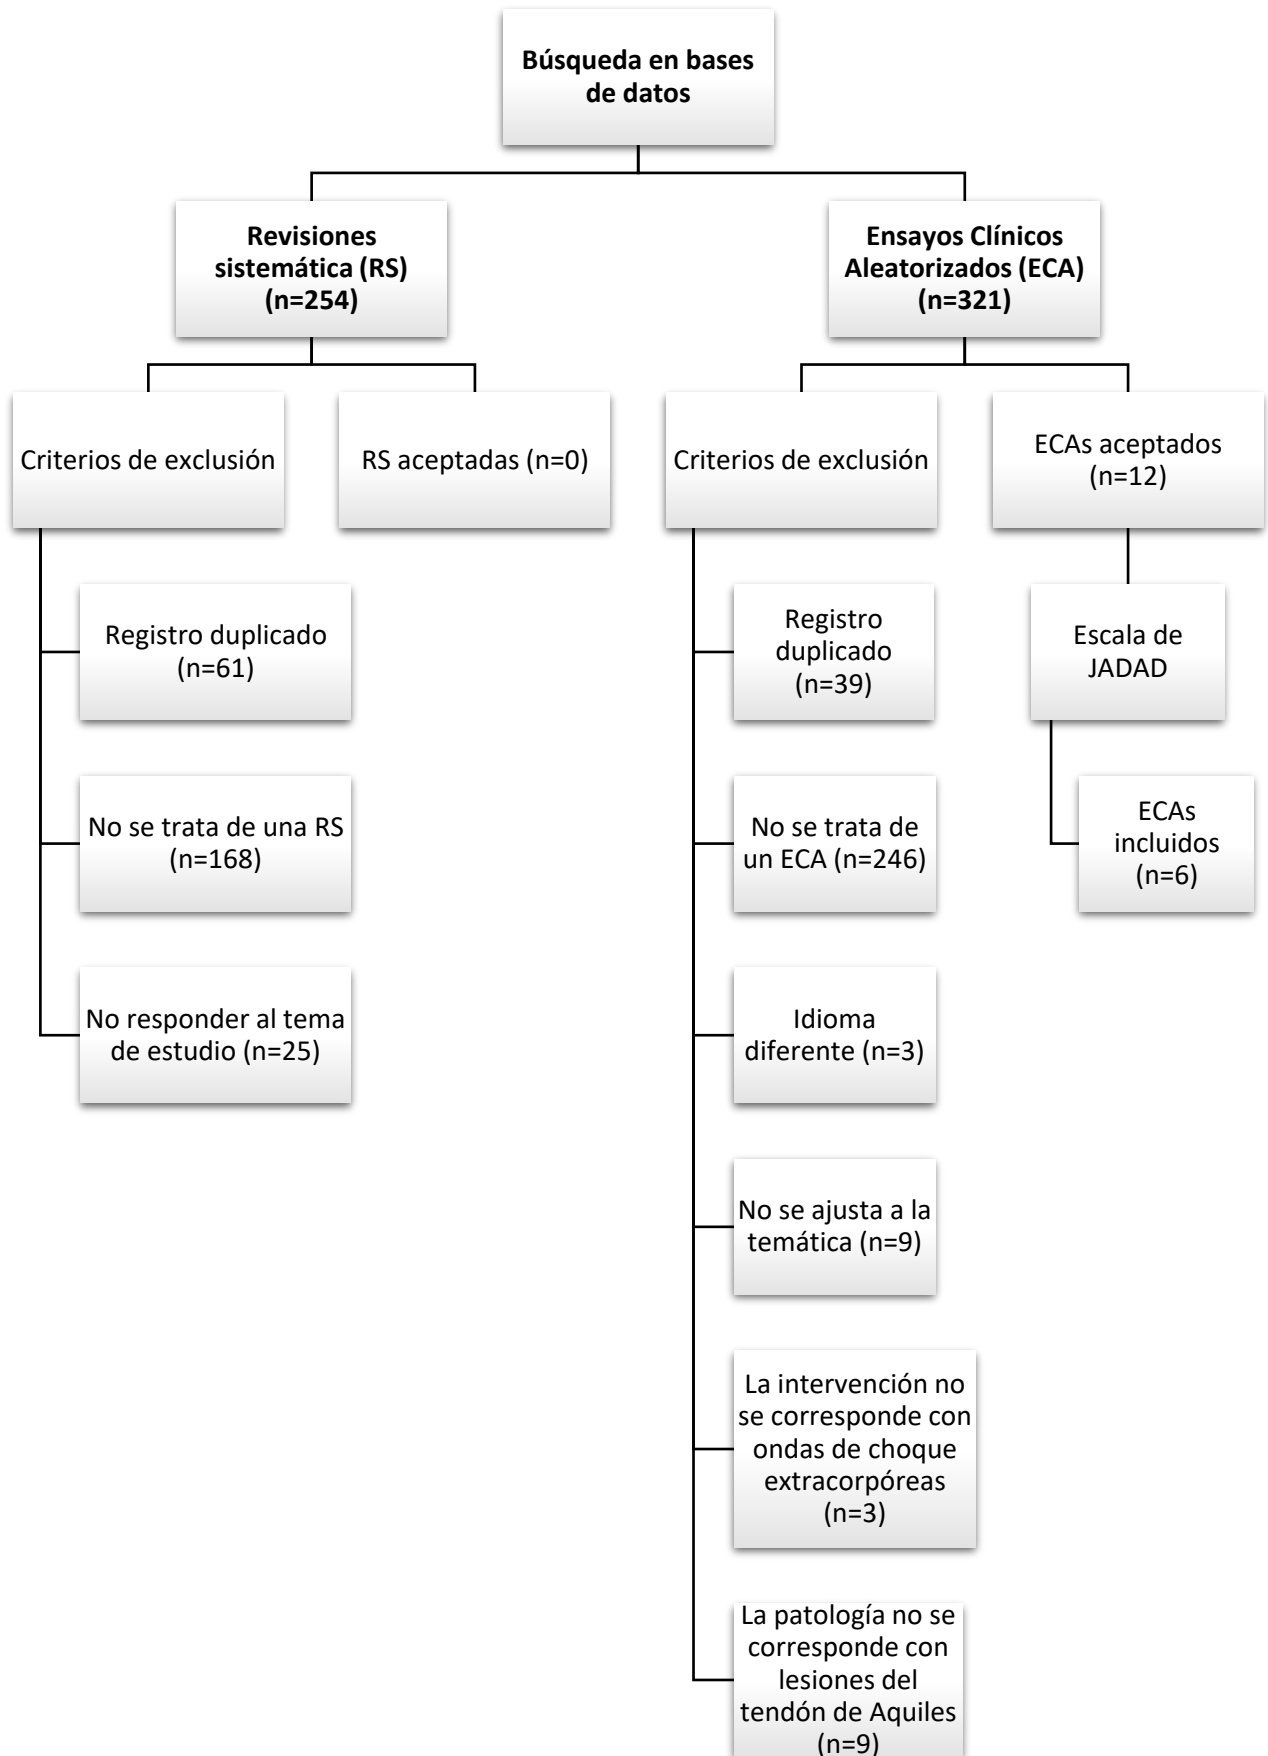 Búsqueda en bases
de datos
Revisiones
sistemática (RS)
(n=254)
Ensayos Clínicos
Aleatorizados (ECA)
(n=321)
Criterios de exclusión
RS aceptadas (n=0)
Criterios de exclusión
ECAs aceptados
(n=12)
Registro duplicado
(n=61)
Registro
duplicado
(n=39)
Escala de
JADAD
No se trata de una RS
(n=168)
No se trata de
un ECA (n=246)
ECAs
incluidos
(n=6)
No responder al tema
de estudio (n=25)
Idioma
diferente (n=3)
No se ajusta a la
temática (n=9)
La intervención no
se corresponde con
ondas de choque
extracorpóreas
(n=3)
La patología no se
corresponde con
lesiones del
tendón de Aquiles
(n=9)